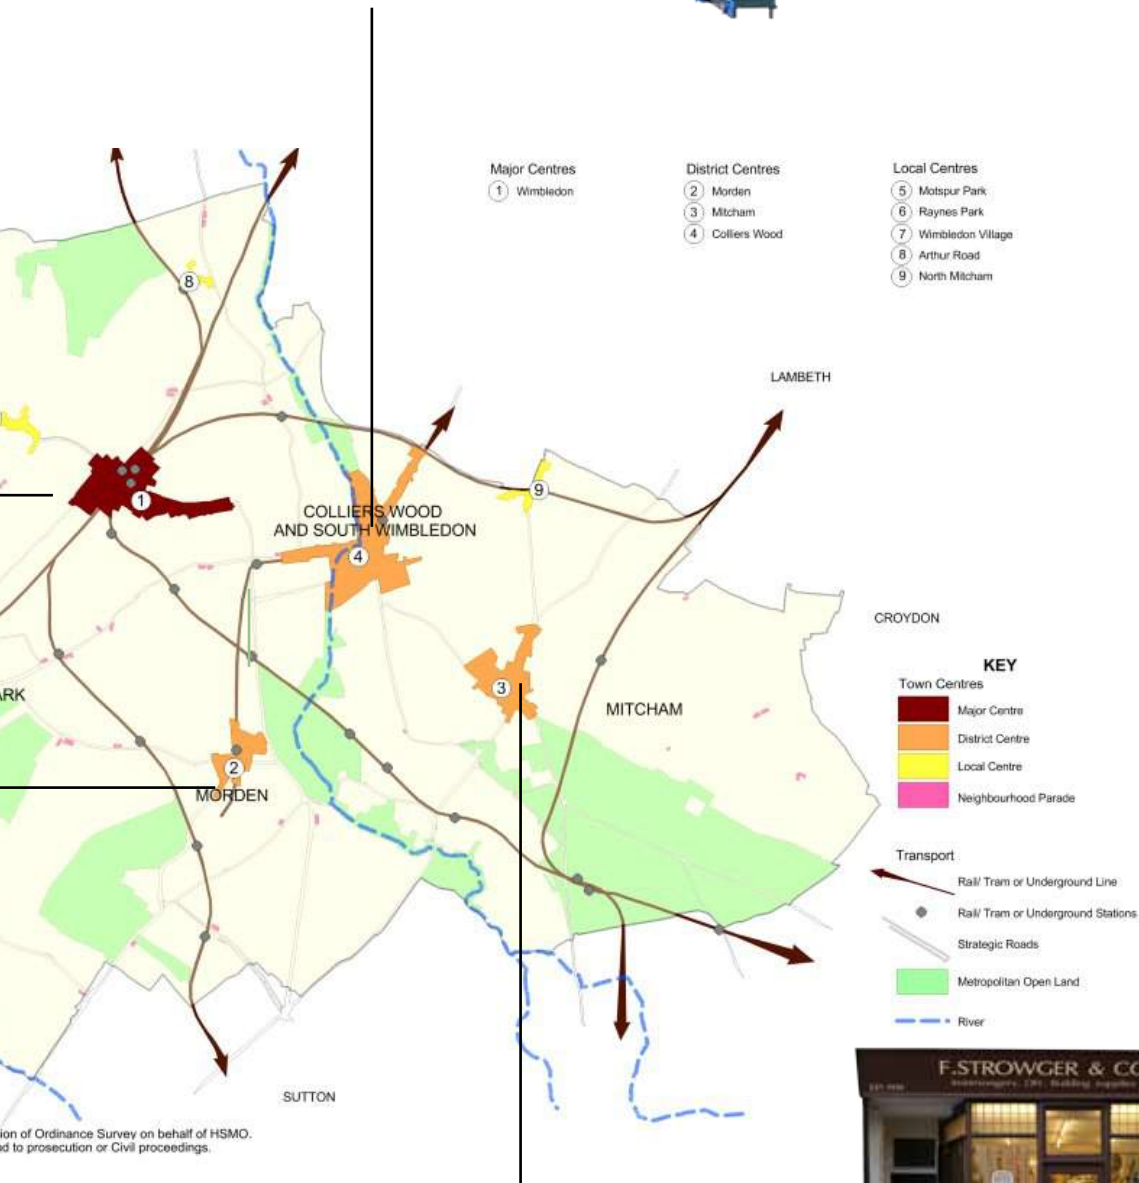 Major Centres
1 Wimbledon
District Centres
2 Morden
3 Mitcham
4 Colliers Wood
Local Centres
5 Motspur Park
6 Raynes Park
7 Wimbledon Village
8 Arthur Road
9 North Mitcham
8
LAMBETH
9
1
COLLIERS WOOD
AND SOUTH WIMBLEDON
4
CROYDON
3
MITCHAM
ARK
2
MORDEN
SUTTON
KEY
Town Centres
Major Centre
District Centre
Local Centre
Neighbourhood Parade
Transport
Rail/ Tram or Underground Line
Rail/ Tram or Underground Stations
Strategic Roads
Metropolitan Open Land
River
ion of Ordinance Survey on behalf of HSMO.
d to prosecution or Civil proceedings.
F.STROWGER & CO